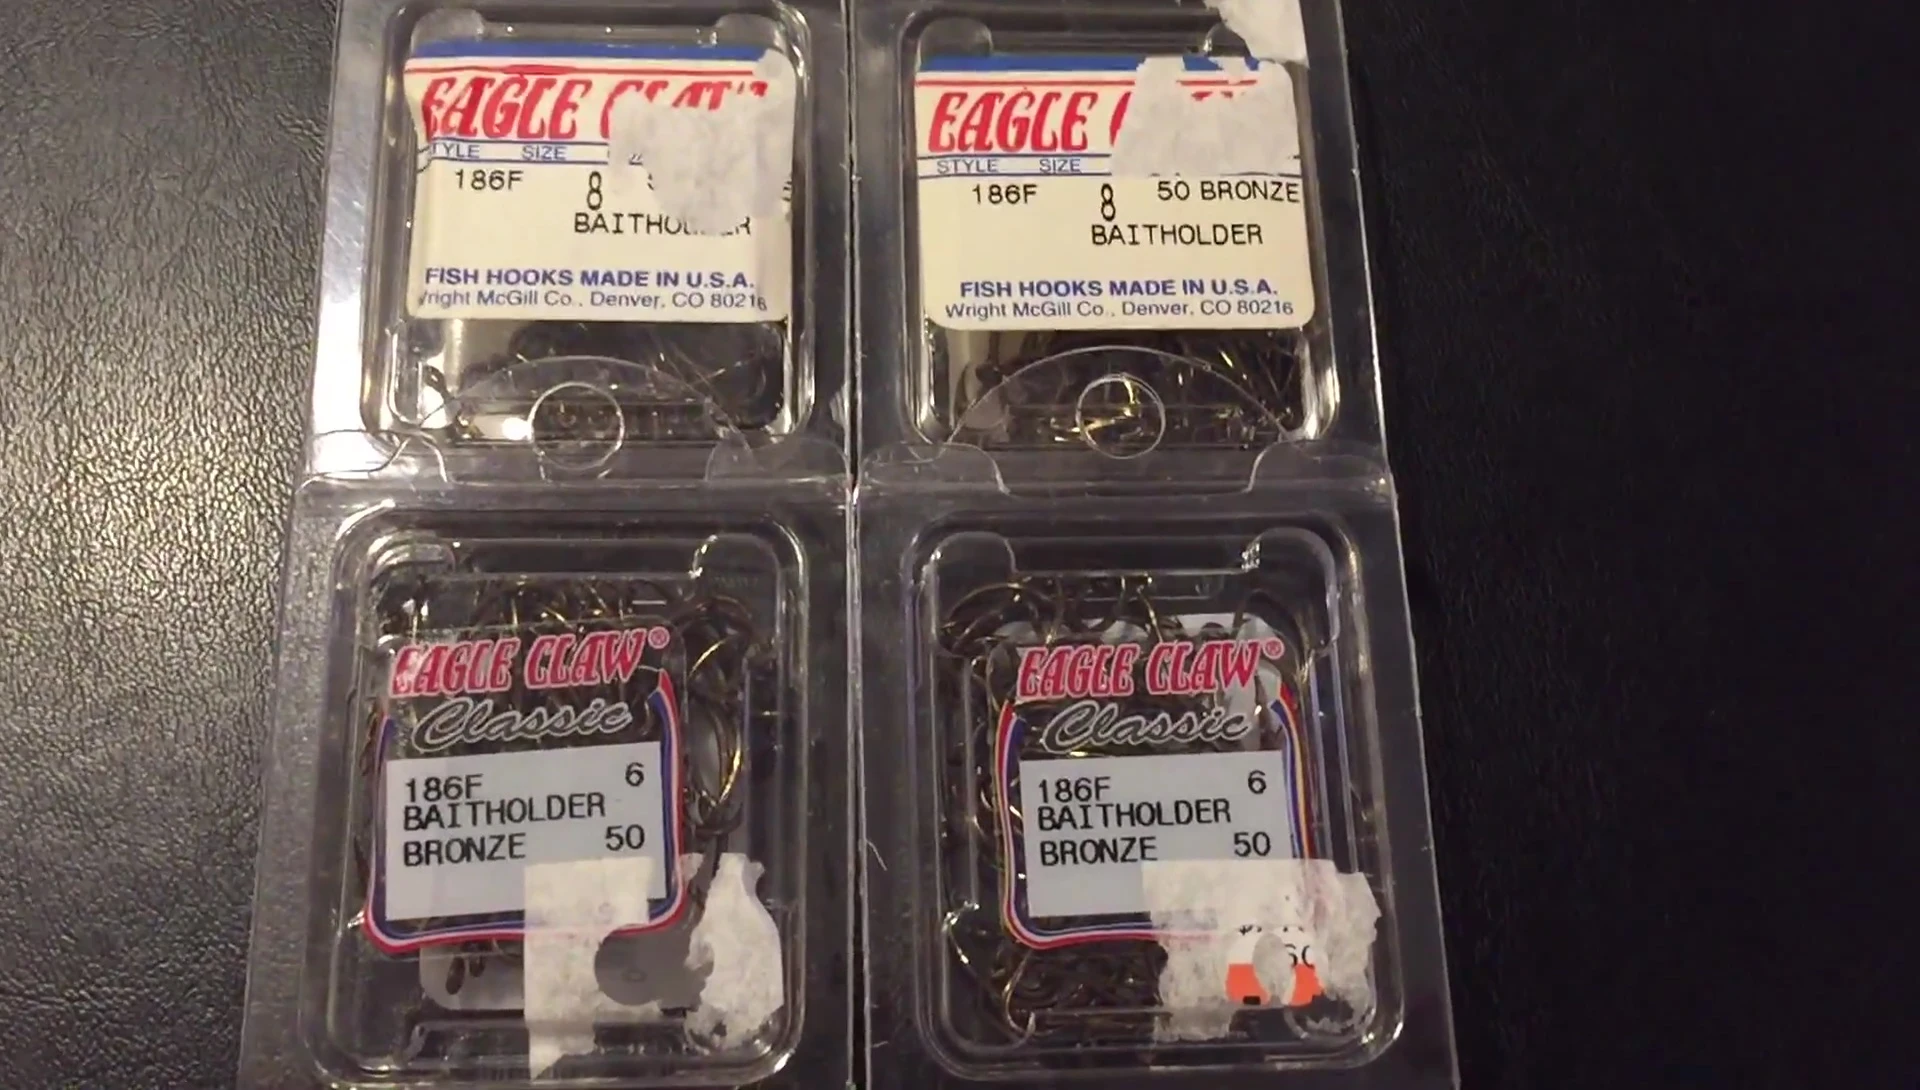 EAGLE
STYLE SIZE
186F 8
BAITHOLDER
FISH HOOKS MADE IN U.S.A.
Wright McGill Co., Denver, CO 80216
EAGLE
STYLE SIZE
186F 8 50 BRONZE
BAITHOLDER
FISH HOOKS MADE IN U.S.A.
Wright McGill Co., Denver, CO 80216
EAGLE CLAW®
Classic
186F 6
BAITHOLDER
BRONZE 50
EAGLE CLAW®
Classic
186F 6
BAITHOLDER
BRONZE 50